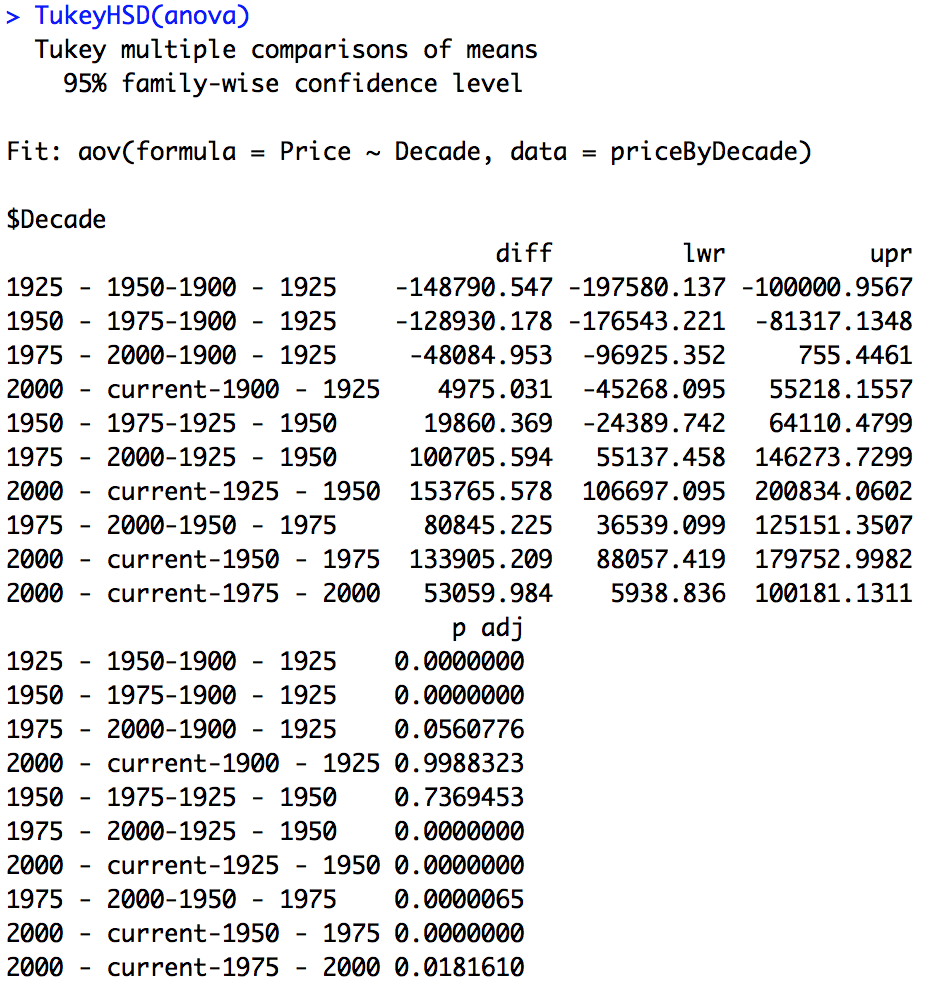 > TukeyHSD(anova)
  Tukey multiple comparisons of means
    95% family-wise confidence level

Fit: aov(formula = Price ~ Decade, data = priceByDecade)

$Decade
                                  diff         lwr          upr
1925 - 1950-1900 - 1925    -148790.547 -197580.137 -100000.9567
1950 - 1975-1900 - 1925    -128930.178 -176543.221  -81317.1348
1975 - 2000-1900 - 1925     -48084.953  -96925.352     755.4461
2000 - current-1900 - 1925    4975.031  -45268.095   55218.1557
1950 - 1975-1925 - 1950      19860.369  -24389.742   64110.4799
1975 - 2000-1925 - 1950     100705.594   55137.458  146273.7299
2000 - current-1925 - 1950  153765.578  106697.095  200834.0602
1975 - 2000-1950 - 1975      80845.225   36539.099  125151.3507
2000 - current-1950 - 1975  133905.209   88057.419  179752.9982
2000 - current-1975 - 2000   53059.984    5938.836  100181.1311
                               p adj
1925 - 1950-1900 - 1925    0.0000000
1950 - 1975-1900 - 1925    0.0000000
1975 - 2000-1900 - 1925    0.0560776
2000 - current-1900 - 1925 0.9988323
1950 - 1975-1925 - 1950    0.7369453
1975 - 2000-1925 - 1950    0.0000000
2000 - current-1925 - 1950 0.0000000
1975 - 2000-1950 - 1975    0.0000065
2000 - current-1950 - 1975 0.0000000
2000 - current-1975 - 2000 0.0181610